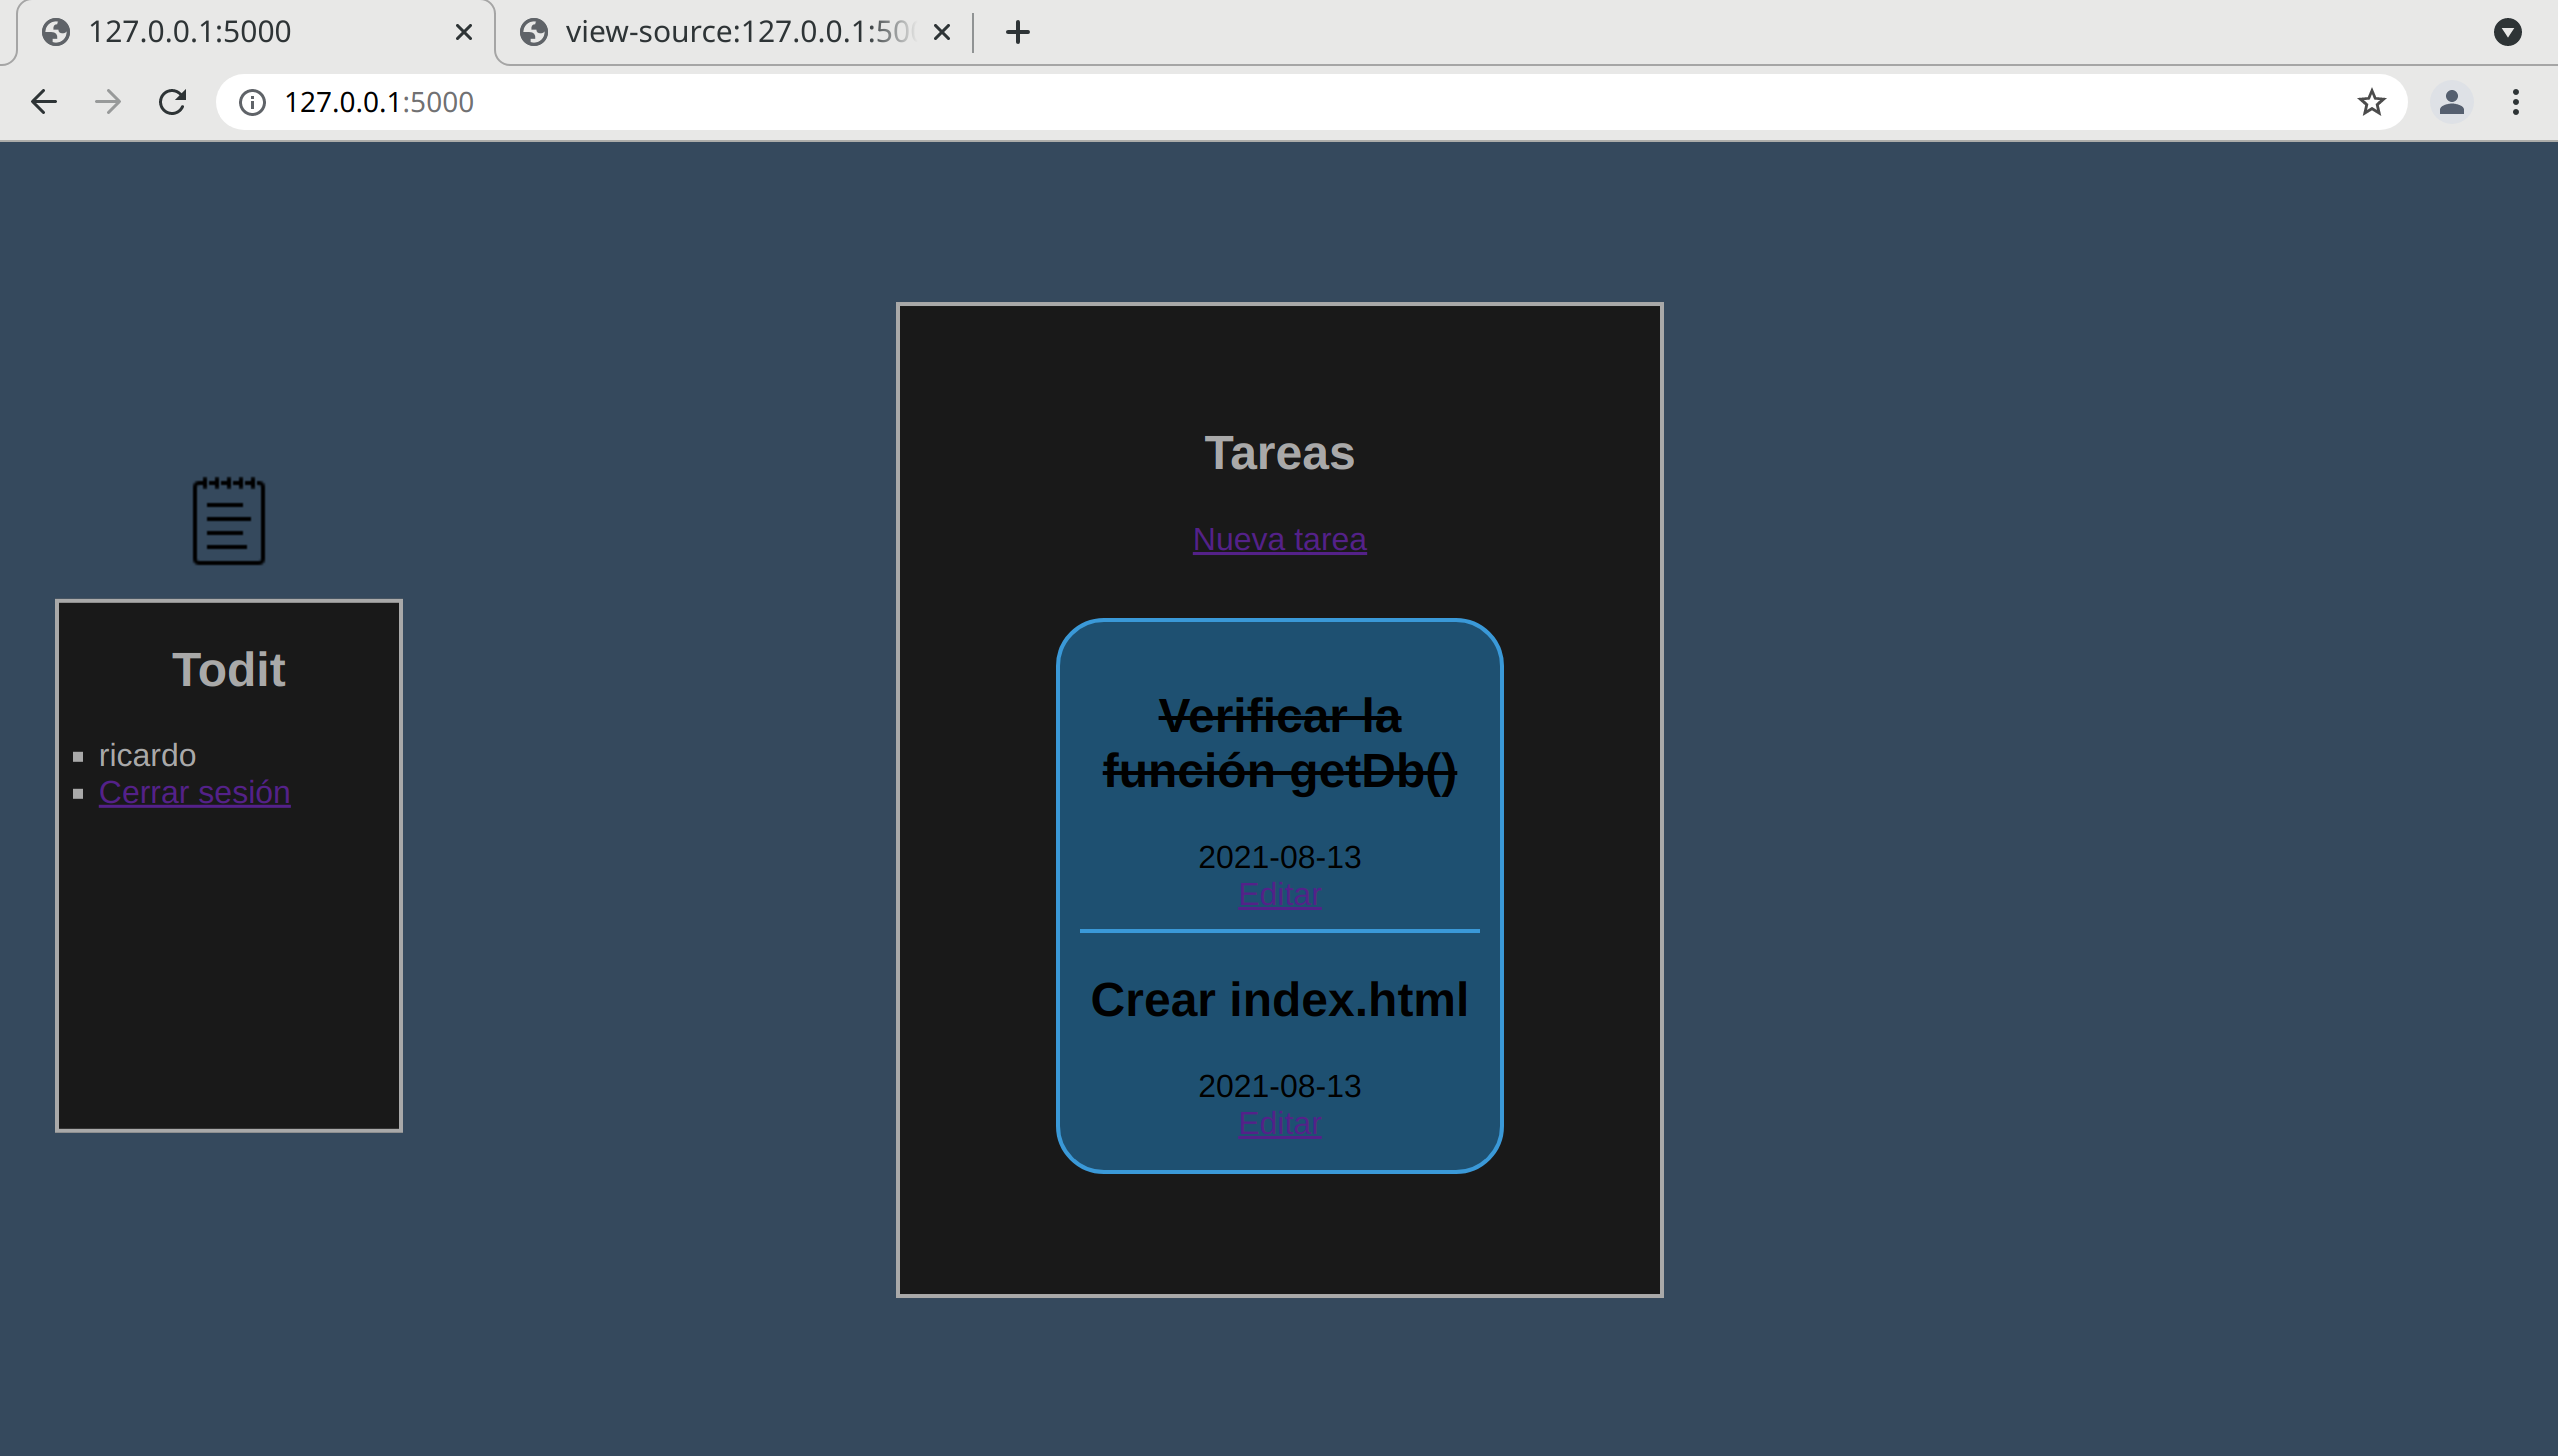 127.0.0.1:5000
view-source:127.0.0.1:500
127.0.0.1:5000
Todit
ricardo
Cerrar sesión
Tareas
Nueva tarea
Verificar la
función getDb()
2021-08-13
Editar
Crear index.html
2021-08-13
Editar